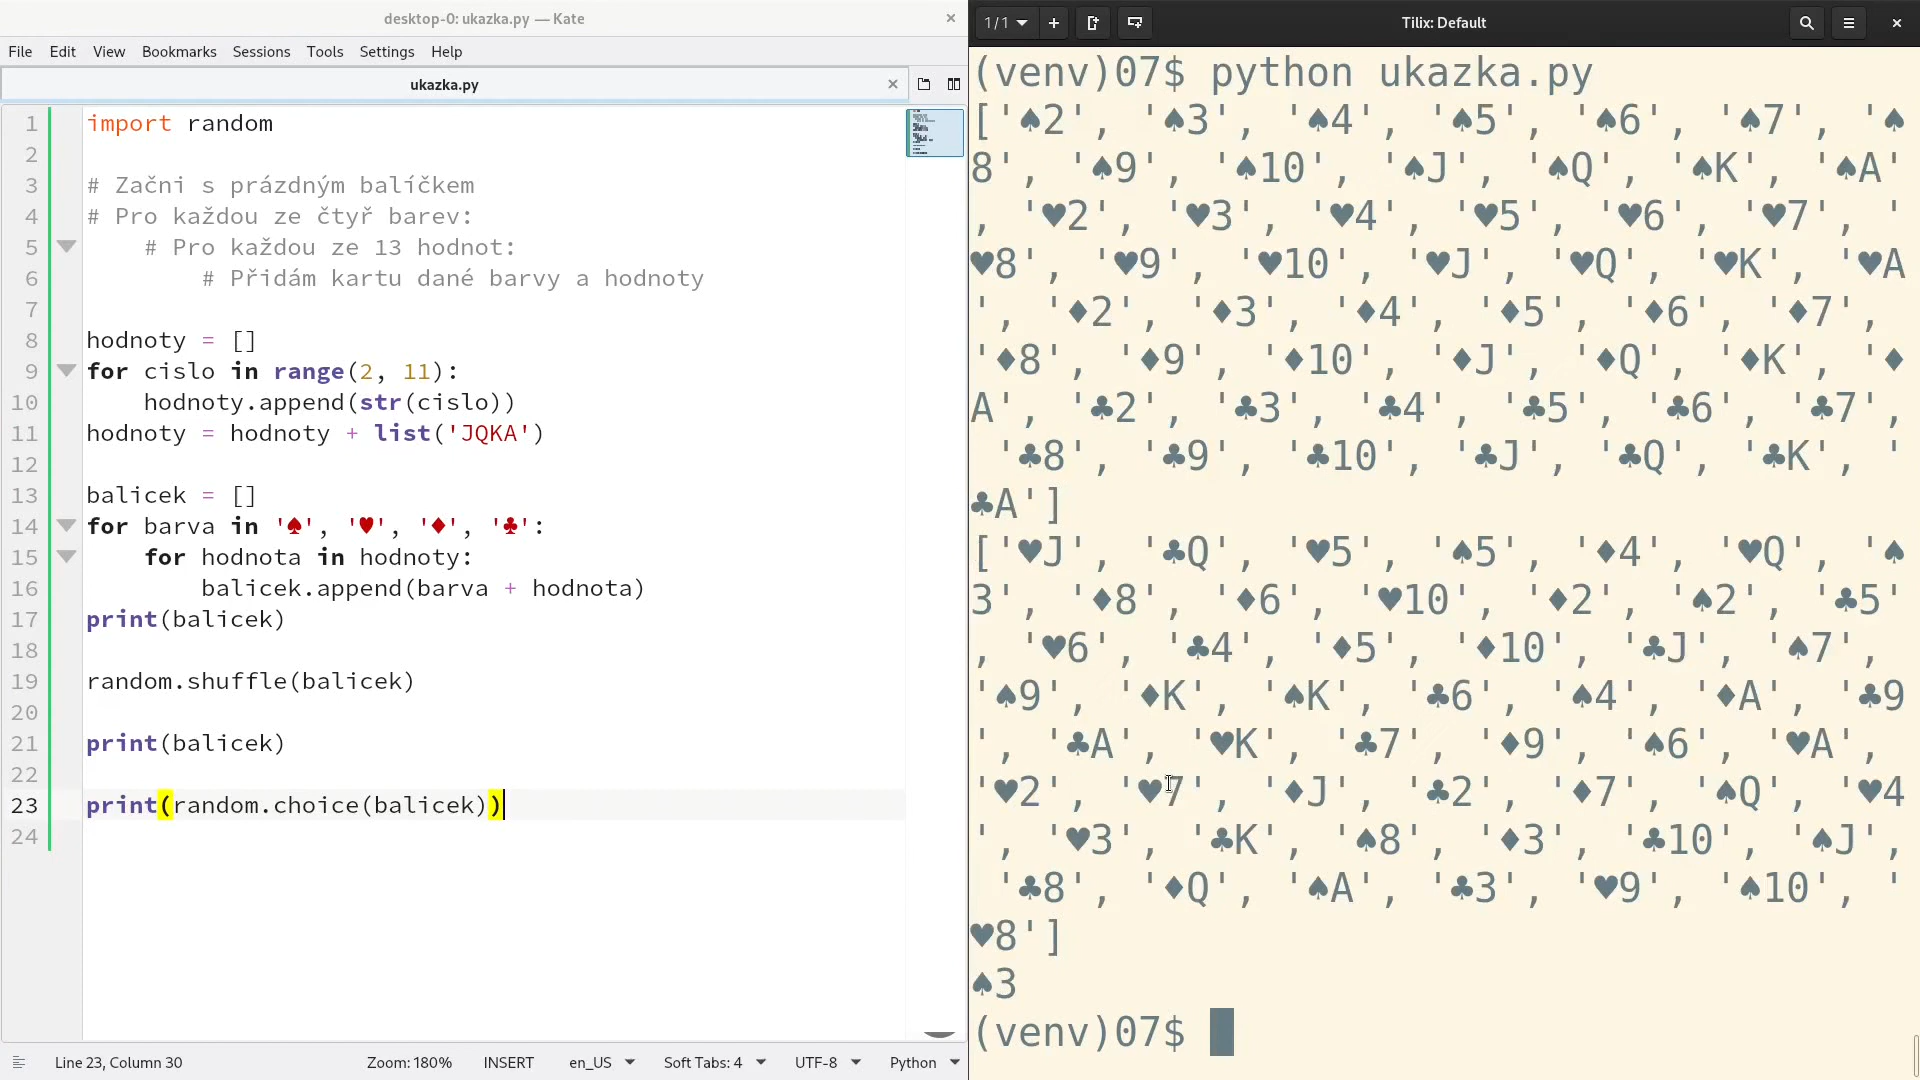 desktop-0: ukazka.py — Kate
File Edit View Bookmarks Sessions Tools Settings Help
ukazka.py
1 import random
2
3 # Začni s prázdným balíčkem
4 # Pro každou ze čtyř barev:
5     # Pro každou ze 13 hodnot:
6         # Přidám kartu dané barvy a hodnoty
7
8 hodnoty = []
9 for cislo in range(2, 11):
10     hodnoty.append(str(cislo))
11 hodnoty = hodnoty + list('JQKA')
12
13 balicek = []
14 for barva in '♠', '♥', '♦', '♣':
15     for hodnota in hodnoty:
16         balicek.append(barva + hodnota)
17 print(balicek)
18
19 random.shuffle(balicek)
20
21 print(balicek)
22
23 print(random.choice(balicek))
24
Line 23, Column 30 Zoom: 180% INSERT en_US Soft Tabs: 4 UTF-8 Python
1/1 Tilix: Default
(venv)07$ python ukazka.py
['♠2', '♠3', '♠4', '♠5', '♠6', '♠7', '♠
8', '♠9', '♠10', '♠J', '♠Q', '♠K', '♠A'
, '♥2', '♥3', '♥4', '♥5', '♥6', '♥7', '
♥8', '♥9', '♥10', '♥J', '♥Q', '♥K', '♥A
', '♦2', '♦3', '♦4', '♦5', '♦6', '♦7',
'♦8', '♦9', '♦10', '♦J', '♦Q', '♦K', '♦
A', '♣2', '♣3', '♣4', '♣5', '♣6', '♣7',
 '♣8', '♣9', '♣10', '♣J', '♣Q', '♣K', '
♣A']
['♥J', '♣Q', '♥5', '♠5', '♦4', '♥Q', '♠
3', '♦8', '♦6', '♥10', '♦2', '♠2', '♣5'
, '♥6', '♣4', '♦5', '♦10', '♣J', '♠7',
'♠9', '♦K', '♠K', '♣6', '♠4', '♦A', '♣9
', '♣A', '♥K', '♣7', '♦9', '♠6', '♥A',
'♥2', '♥7', '♦J', '♣2', '♦7', '♠Q', '♥4
', '♥3', '♣K', '♠8', '♦3', '♣10', '♠J',
 '♣8', '♦Q', '♠A', '♣3', '♥9', '♠10', '
♥8']
♠3
(venv)07$